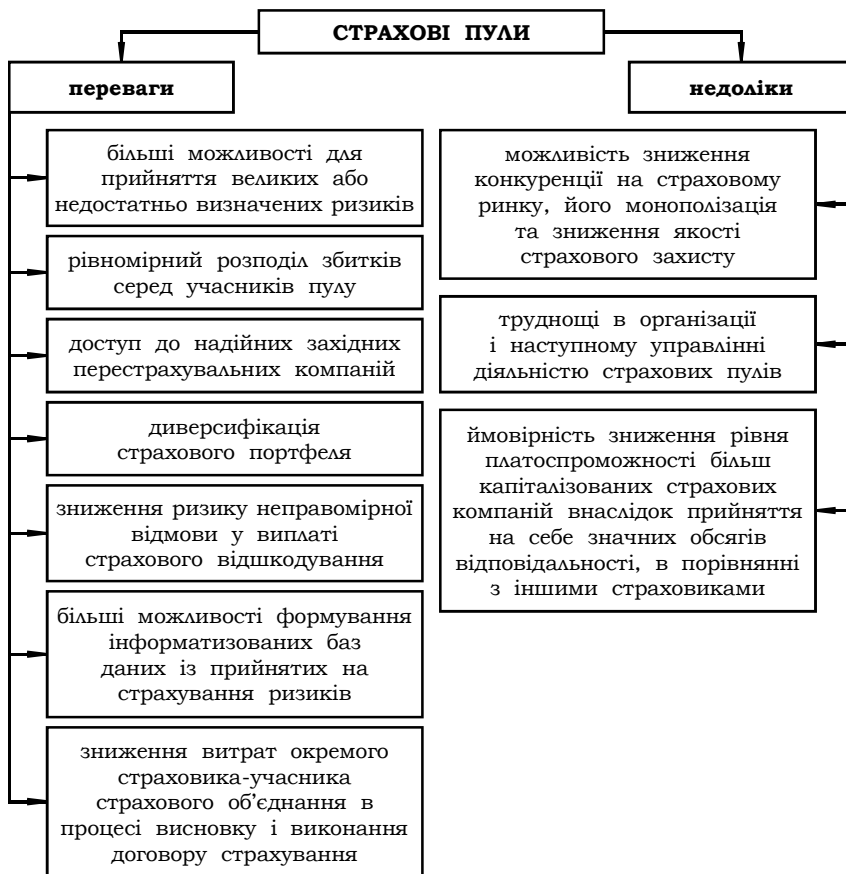 СТРАХОВІ ПУЛИ
переваги
більші можливості для
прийняття великих або
недостатньо визначених ризиків
рівномірний розподіл збитків
серед учасників пулу
доступ до надійних західних
перестрахувальних компаній
диверсифікація
страхового портфеля
зниження ризику неправомірної
відмови у виплаті
страхового відшкодування
більші можливості формування
інформатизованих баз
даних із прийнятих на
страхування ризиків
зниження витрат окремого
страховика-учасника
страхового об’єднання в
процесі висновку і виконання
договору страхування
недоліки
можливість зниження
конкуренції на страховому
ринку, його монополізація
та зниження якості
страхового захисту
труднощі в організації
і наступному управлінні
діяльністю страхових пулів
ймовірність зниження рівня
платоспроможності більш
капіталізованих страхових
компаній внаслідок прийняття
на себе значних обсягів
відповідальності, в порівнянні
з іншими страховиками